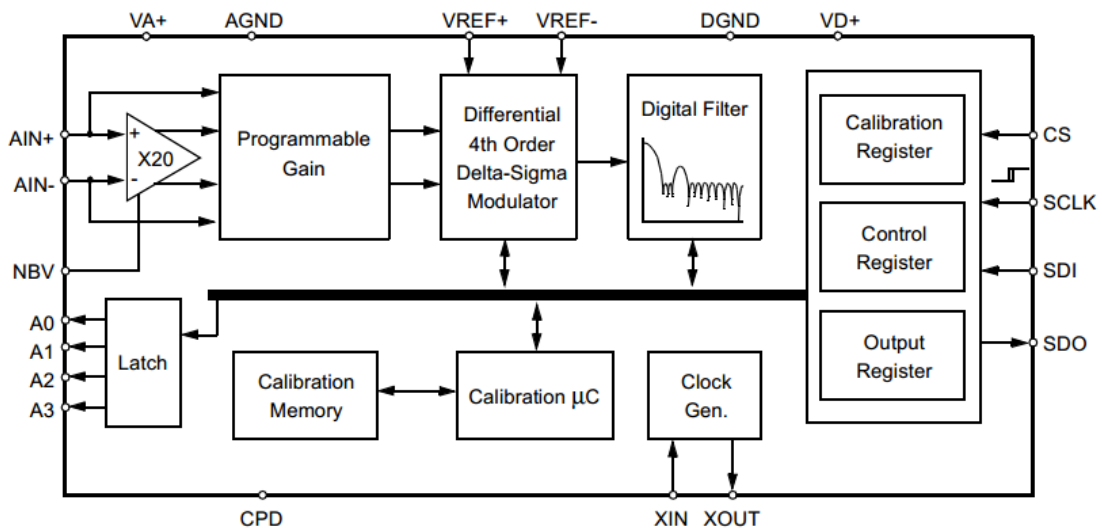 VA+
AGND
VREF+
VREF-
DGND
VD+
AIN+
AIN-
NBV
+
X20
-
Programmable
Gain
Differential
4th Order
Delta-Sigma
Modulator
Digital Filter
Calibration
Register
Control
Register
Output
Register
CS
SCLK
SDI
SDO
A0
A1
A2
A3
Latch
Calibration
Memory
Calibration µC
Clock
Gen.
CPD
XIN
XOUT